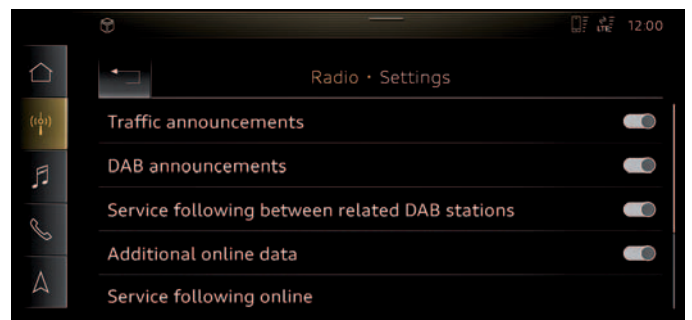 LTE 12:00
Radio · Settings
Traffic announcements
DAB announcements
Service following between related DAB stations
Additional online data
Service following online